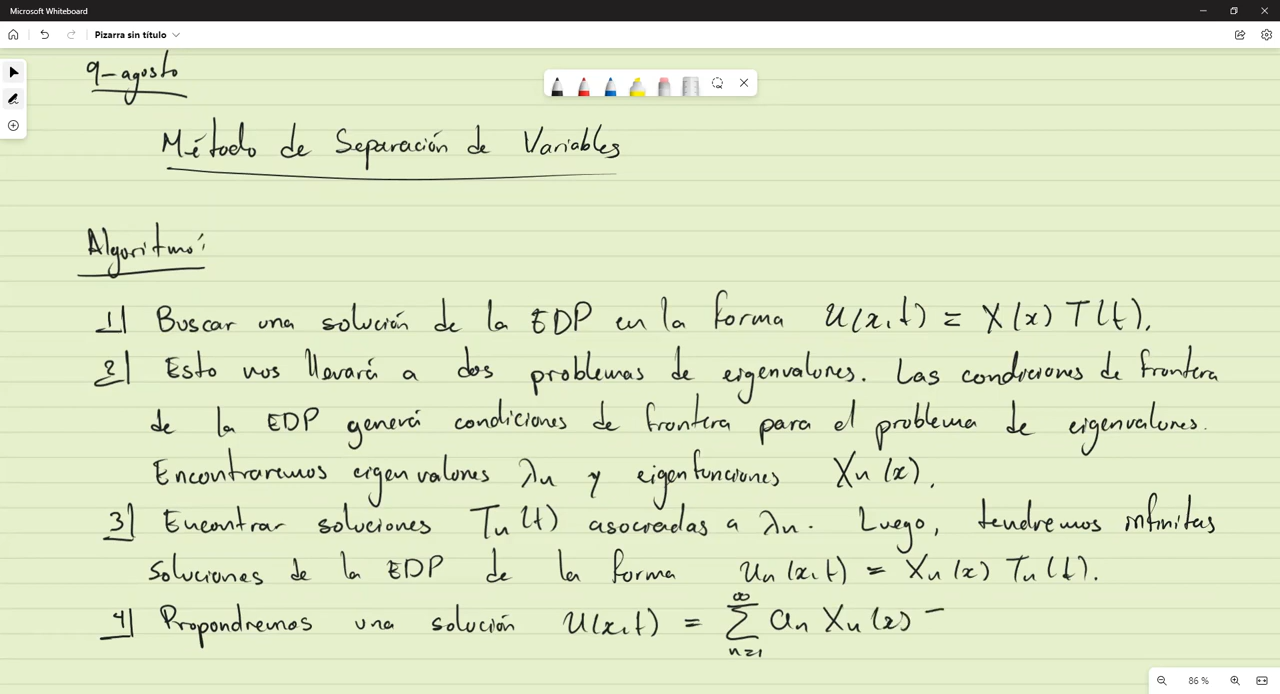 Microsoft Whiteboard
Pizarra sin título
9-agosto
Método de Separación de Variables
Algoritmo:
1] Buscar una solución de la EDP en la forma U(x,t) = X(x) T(t).
2] Esto nos llevará a dos problemas de eigenvalores. Las condiciones de frontera
de la EDP generá condiciones de frontera para el problema de eigenvalores.
Encontraremos eigenvalores λn y eigenfunciones Xn(x).
3] Encontrar soluciones Tn(t) asociadas a λn. Luego, tendremos infinitas
soluciones de la EDP de la forma un(x,t) = Xn(x) Tn(t).
4] Propondremos una solución U(x,t) = ∑_{n=1}^{∞} an Xn(x)
86 %